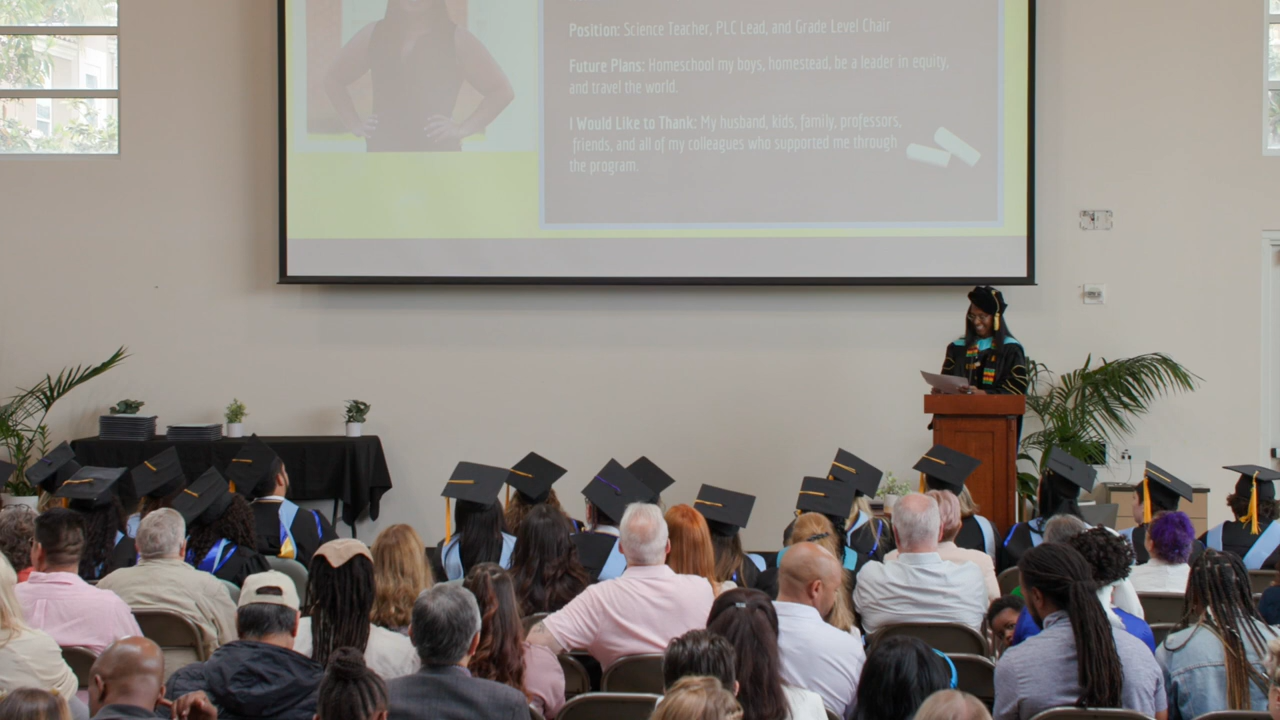 Position: Science Teacher, PLC Lead, and Grade Level Chair
Future Plans: Homeschool my boys, homestead, be a leader in equity,
and travel the world.
I Would Like to Thank: My husband, kids, family, professors,
friends, and all of my colleagues who supported me through
the program.